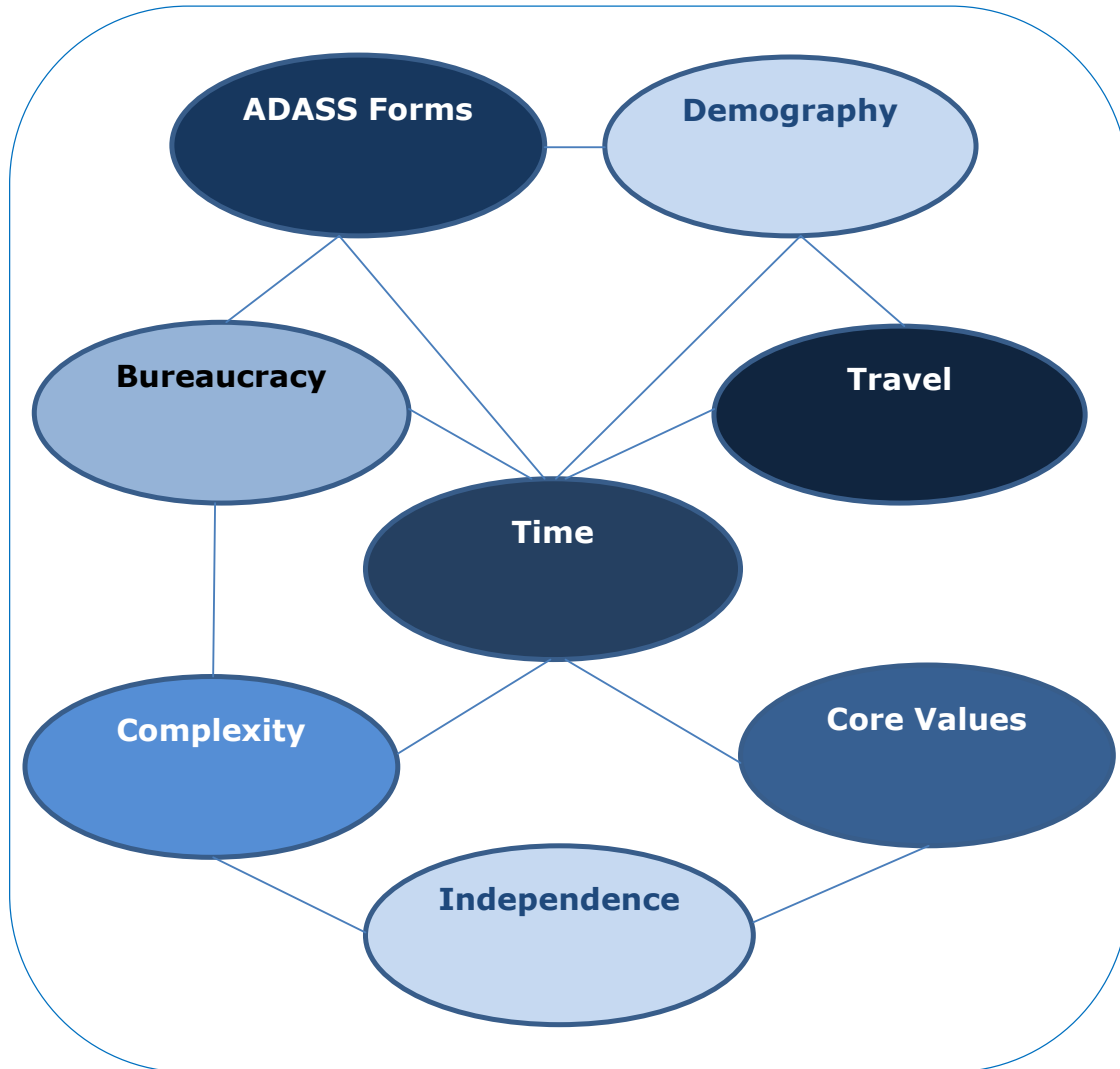 ADASS Forms
Demography
Bureaucracy
Travel
Time
Complexity
Core Values
Independence